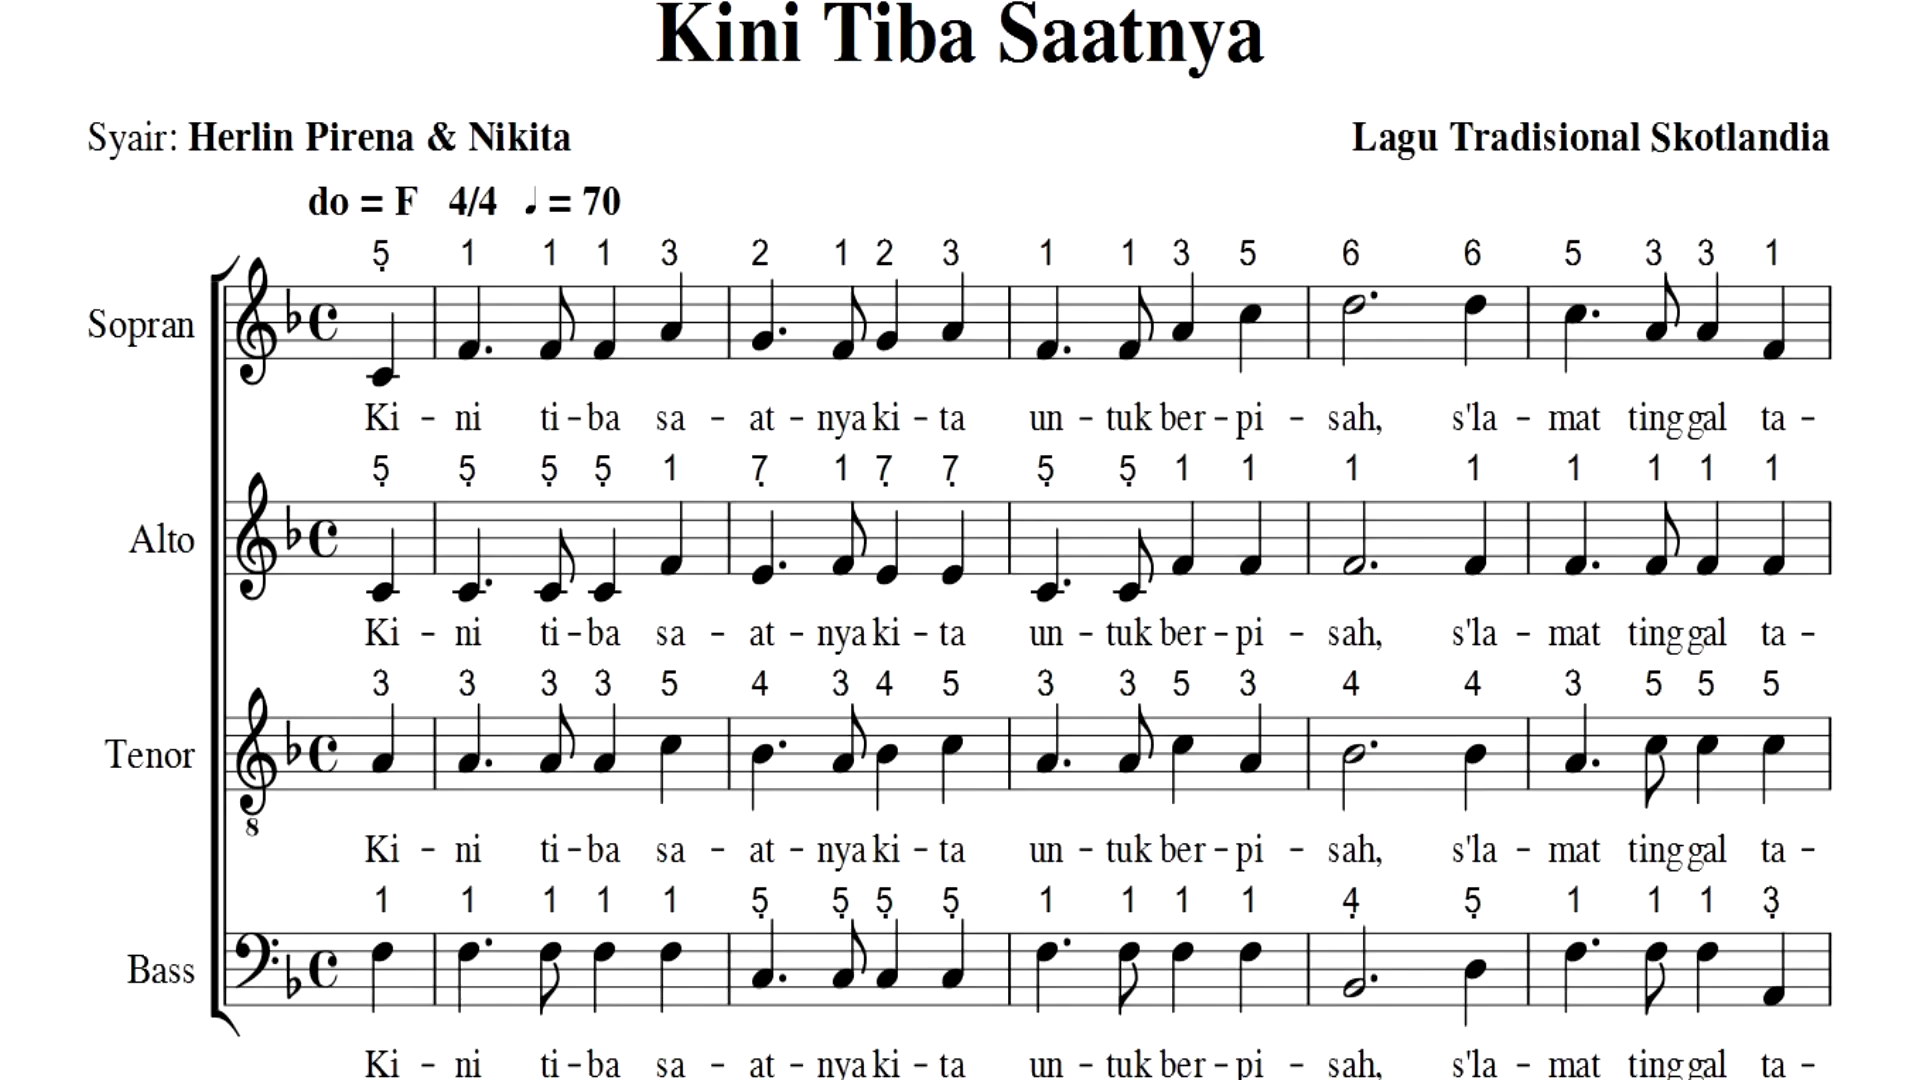 Kini Tiba Saatnya
Syair: Herlin Pirena & Nikita
Lagu Tradisional Skotlandia
do = F 4/4 ♩ = 70
5̣ 1 1 1 3 2 1 2 3 1 1 3 5 6 6 5 3 3 1
Sopran
Ki - ni ti - ba sa - at - nya ki - ta un - tuk ber - pi - sah, s'la - mat ting gal ta -
5̣ 5̣ 5̣ 5̣ 1 7̣ 1 7̣ 7̣ 5̣ 5̣ 1 1 1 1 1 1 1 1
Alto
Ki - ni ti - ba sa - at - nya ki - ta un - tuk ber - pi - sah, s'la - mat ting gal ta -
3 3 3 3 5 4 3 4 5 3 3 5 3 4 4 3 5 5 5
Tenor
8
Ki - ni ti - ba sa - at - nya ki - ta un - tuk ber - pi - sah, s'la - mat ting gal ta -
1 1 1 1 1 5̣ 5̣ 5̣ 5̣ 1 1 1 1 4̣ 5̣ 1 1 1 3̣
Bass
Ki - ni ti - ba sa - at - nya ki - ta un - tuk ber - pi - sah, s'la - mat ting gal ta -